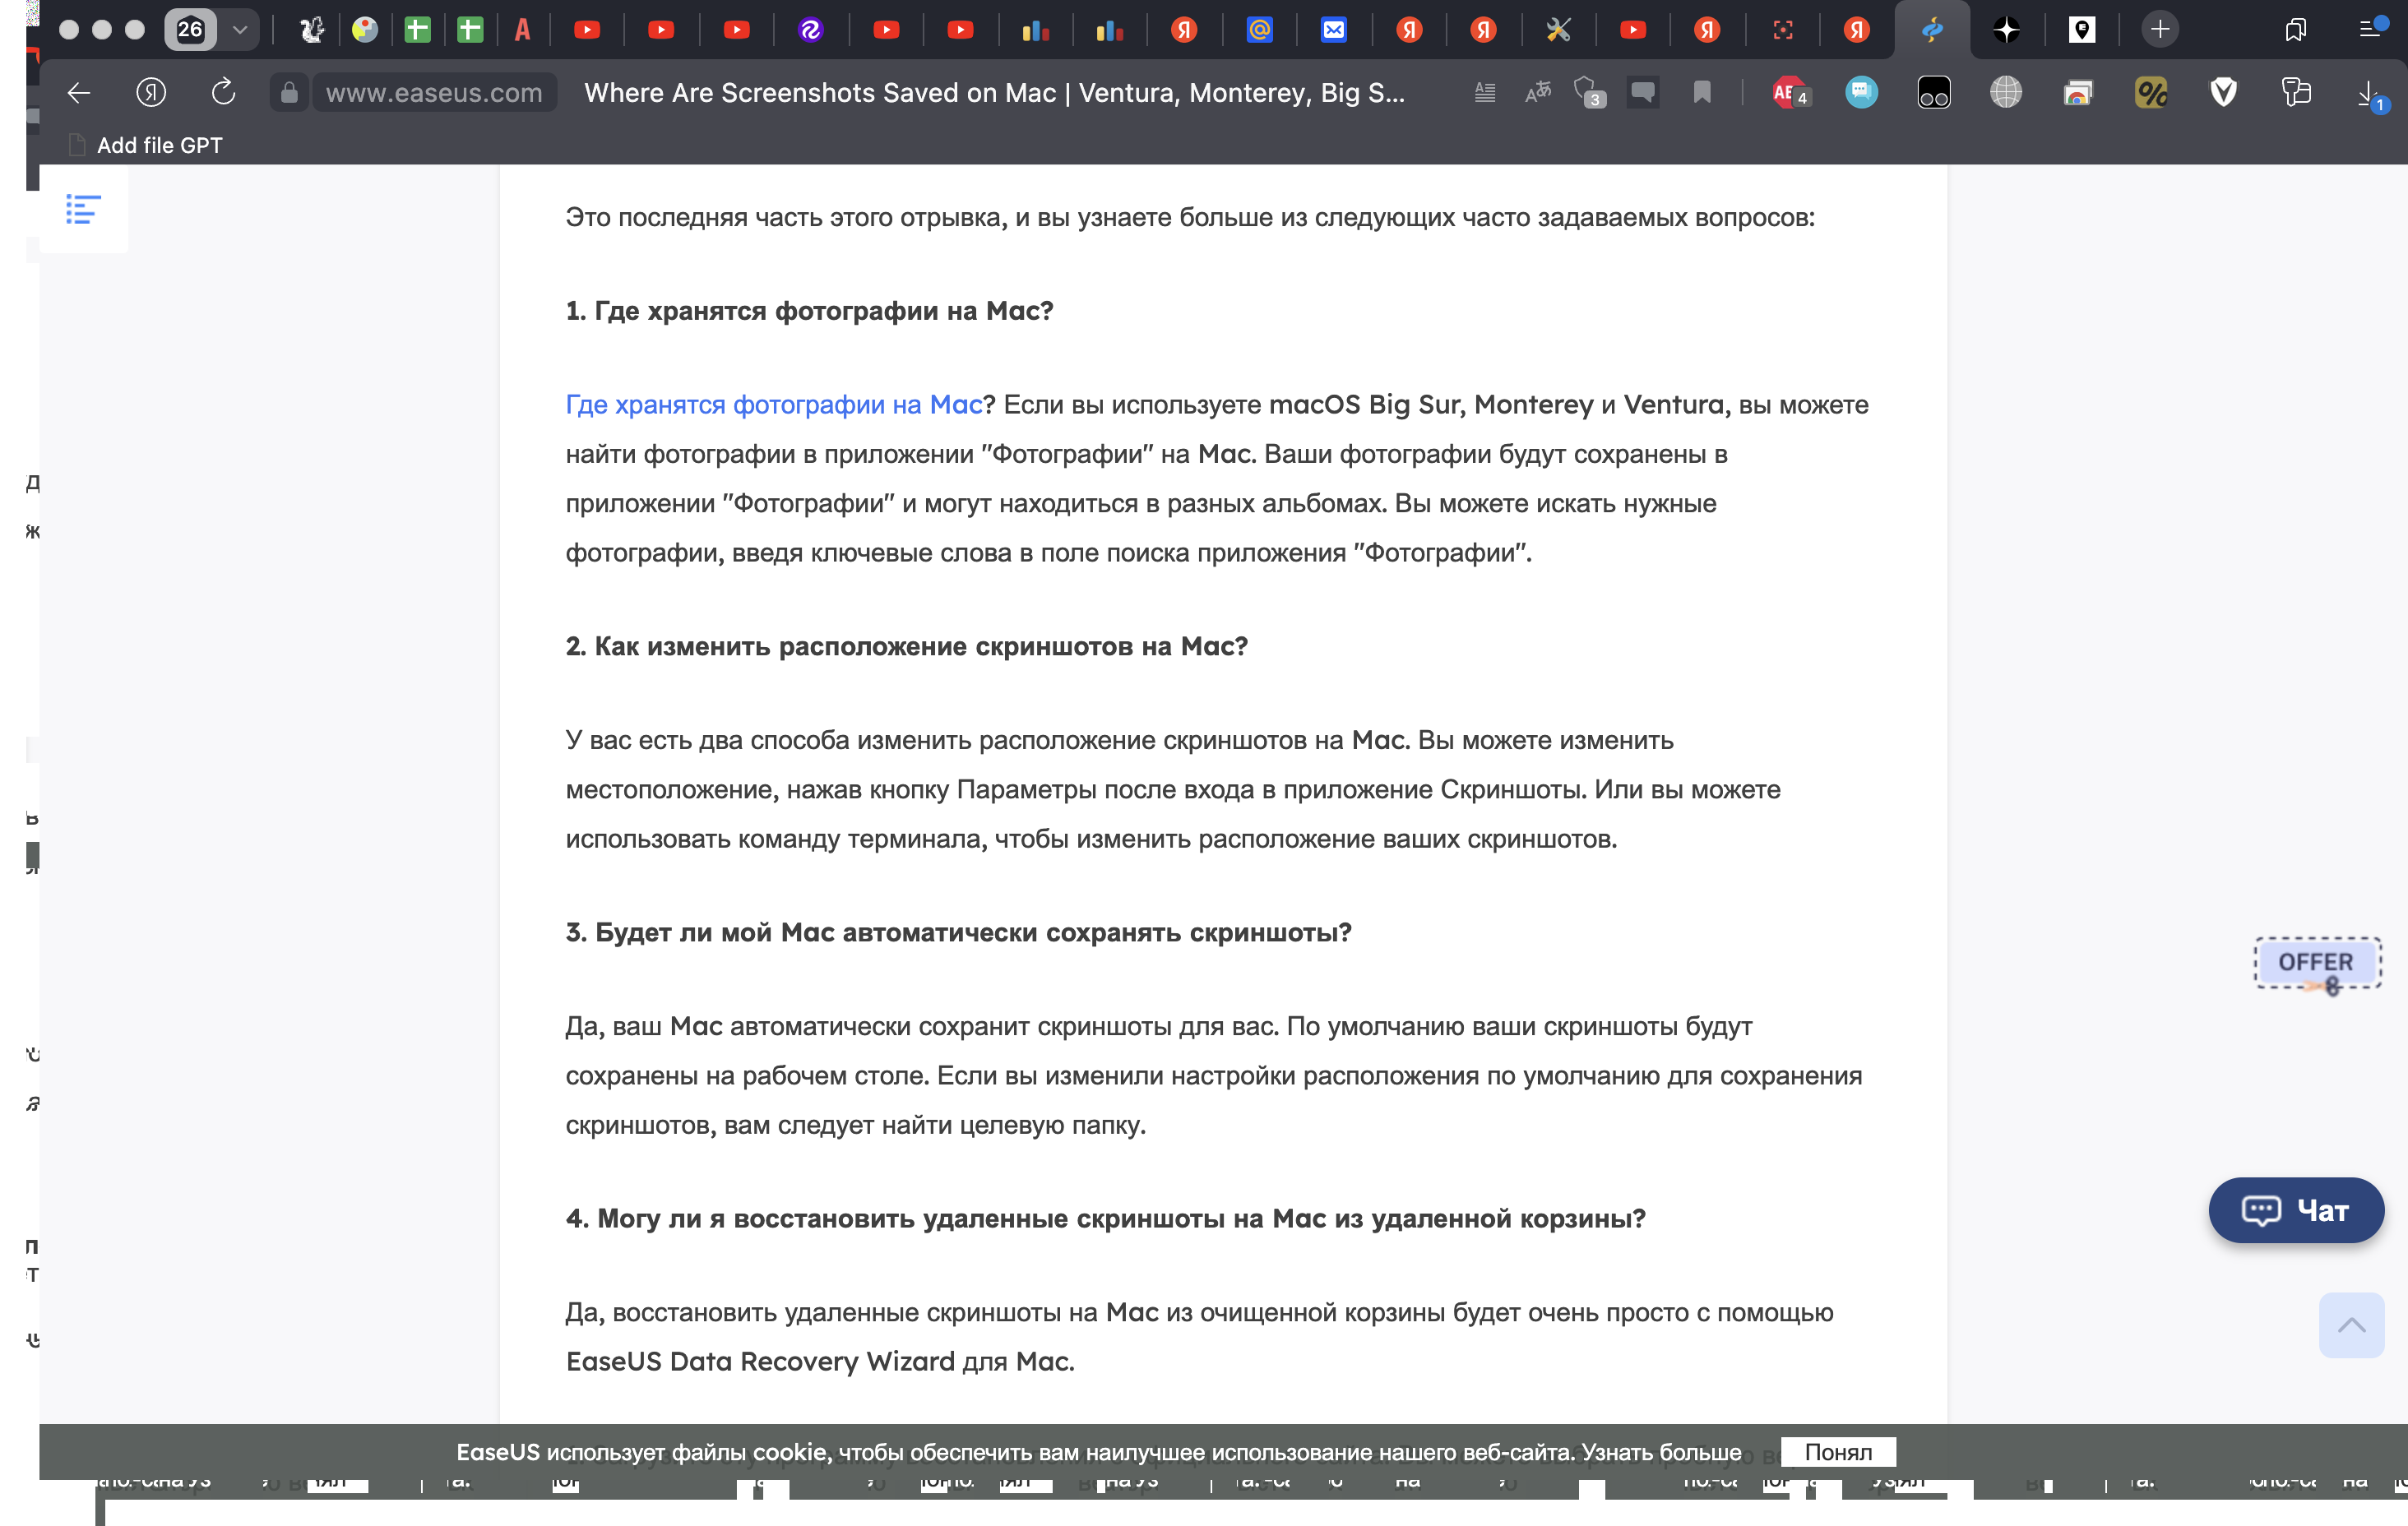 26
www.easeus.com
Where Are Screenshots Saved on Mac | Ventura, Monterey, Big S...
3
4
1
Add file GPT
Это последняя часть этого отрывка, и вы узнаете больше из следующих часто задаваемых вопросов:
1. Где хранятся фотографии на Mac?
Где хранятся фотографии на Mac? Если вы используете macOS Big Sur, Monterey и Ventura, вы можете
найти фотографии в приложении "Фотографии" на Mac. Ваши фотографии будут сохранены в
приложении "Фотографии" и могут находиться в разных альбомах. Вы можете искать нужные
фотографии, введя ключевые слова в поле поиска приложения "Фотографии".
2. Как изменить расположение скриншотов на Mac?
У вас есть два способа изменить расположение скриншотов на Mac. Вы можете изменить
местоположение, нажав кнопку Параметры после входа в приложение Скриншоты. Или вы можете
использовать команду терминала, чтобы изменить расположение ваших скриншотов.
3. Будет ли мой Mac автоматически сохранять скриншоты?
Да, ваш Mac автоматически сохранит скриншоты для вас. По умолчанию ваши скриншоты будут
сохранены на рабочем столе. Если вы изменили настройки расположения по умолчанию для сохранения
скриншотов, вам следует найти целевую папку.
OFFER
4. Могу ли я восстановить удаленные скриншоты на Mac из удаленной корзины?
Чат
Да, восстановить удаленные скриншоты на Mac из очищенной корзины будет очень просто с помощью
EaseUS Data Recovery Wizard для Mac.
EaseUS использует файлы cookie, чтобы обеспечить вам наилучшее использование нашего веб-сайта. Узнать больше
Понял